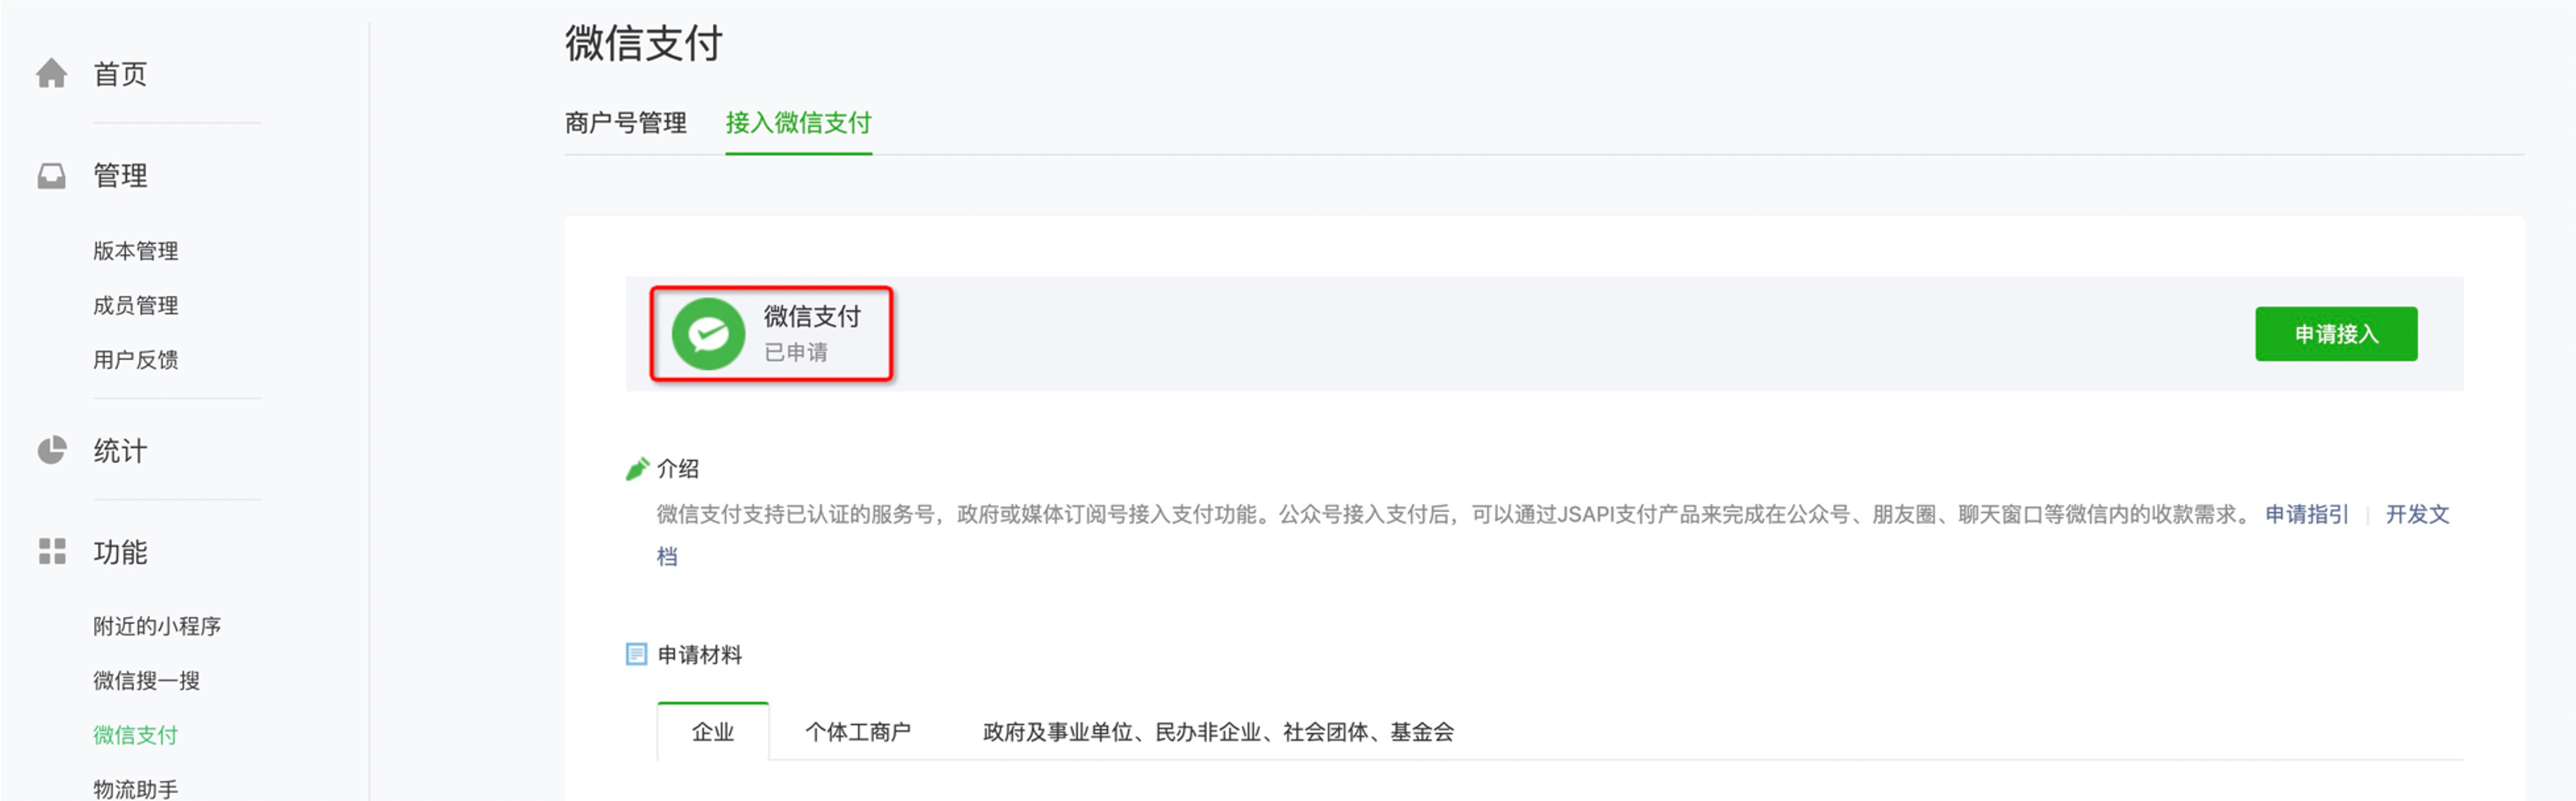 首页
管理
版本管理
成员管理
用户反馈
统计
功能
附近的小程序
微信搜一搜
微信支付
物流助手
微信支付
商户号管理
接入微信支付
微信支付
已申请
申请接入
介绍
微信支付支持已认证的服务号，政府或媒体订阅号接入支付功能。公众号接入支付后，可以通过JSAPI支付产品来完成在公众号、朋友圈、聊天窗口等微信内的收款需求。 申请指引 | 开发文
档
申请材料
企业
个体工商户
政府及事业单位、民办非企业、社会团体、基金会